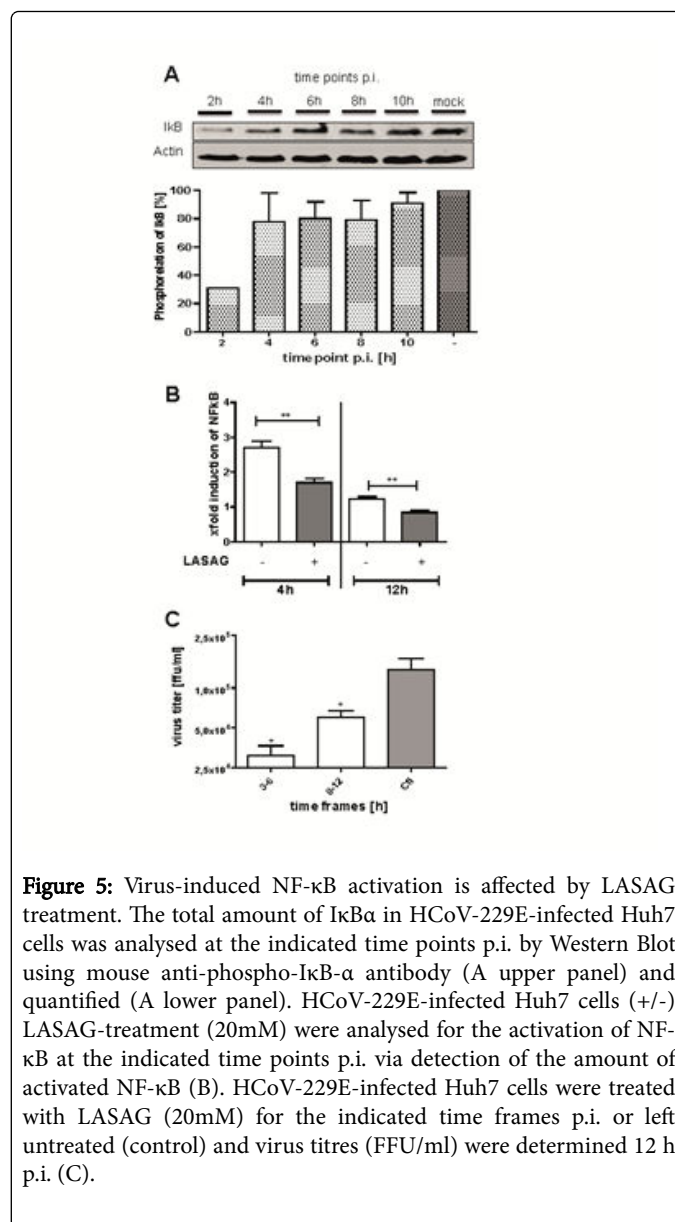 A
time points p.i.
2h 4h 6h 8h 10h mock
IkB
Actin
Phosphorelation of IkB [%]
100
80
60
40
20
0
2 4 6 8 10 -
time point p.i. [h]
B
xfold induction of NFkB
4
3
2
1
0
** **
LASAG - + - +
4h 12h
C
virus titer [ffu/ml]
2,5x10⁵
1,0x10⁵
+ +
8-12
time frames [h]
Figure 5: Virus-induced NF-κB activation is affected by LASAG
treatment. The total amount of IκBα in HCoV-229E-infected Huh7
cells was analysed at the indicated time points p.i. by Western Blot
using mouse anti-phospho-IκB-α antibody (A upper panel) and
quantified (A lower panel). HCoV-229E-infected Huh7 cells (+/-)
LASAG-treatment (20mM) were analysed for the activation of NF-
κB at the indicated time points p.i. via detection of the amount of
activated NF-κB (B). HCoV-229E-infected Huh7 cells were treated
with LASAG (20mM) for the indicated time frames p.i. or left
untreated (control) and virus titres (FFU/ml) were determined 12 h
p.i. (C).